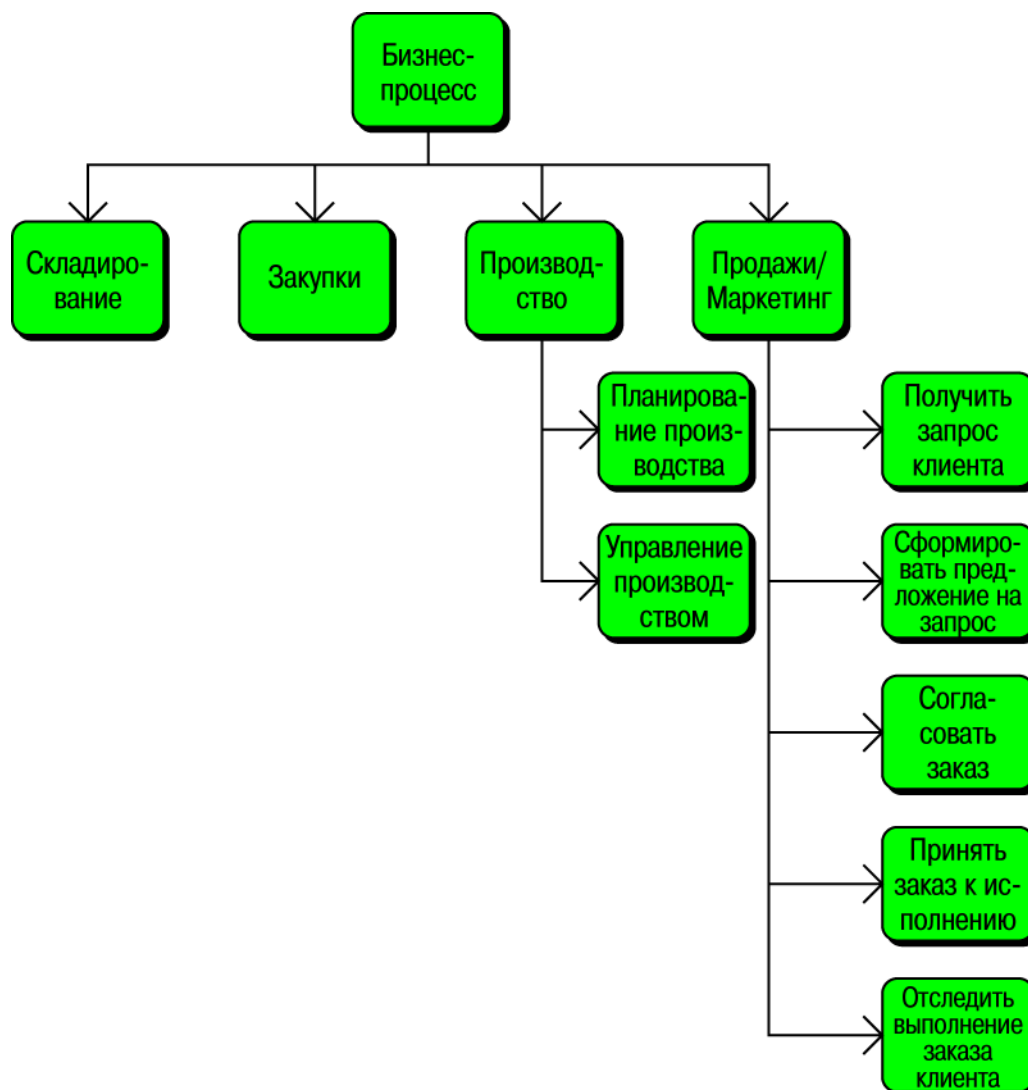 Бизнес-
процесс
Складиро-
вание
Закупки
Производ-
ство
Продажи/
Маркетинг
Планирова-
ние произ-
водства
Получить
запрос
клиента
Управление
производ-
ством
Сформиро-
вать пред-
ложение на
запрос
Согла-
совать
заказ
Принять
заказ к ис-
полнению
Отследить
выполнение
заказа
клиента